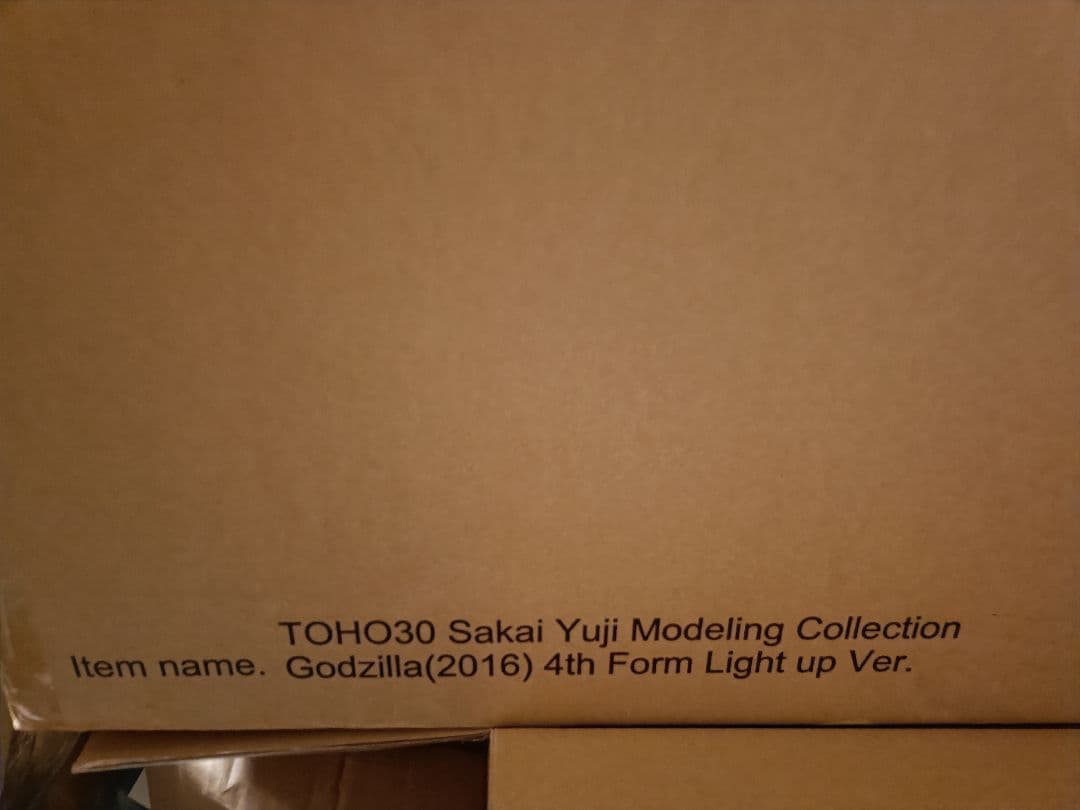 TOHO30 Sakai Yuji Modeling Collection
Item name. Godzilla(2016) 4th Form Light up Ver.